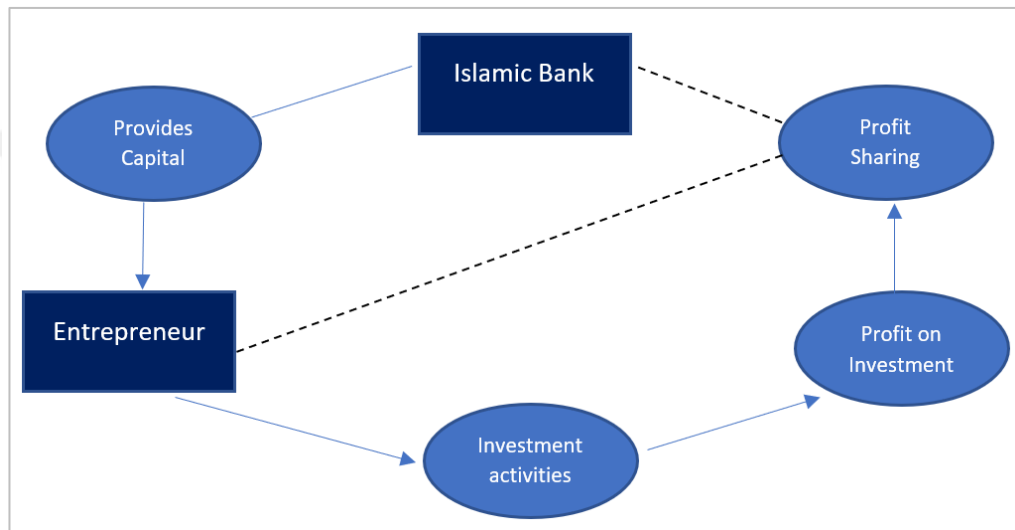 Islamic Bank
Provides
Capital
Profit
Sharing
Entrepreneur
Profit on
Investment
Investment
activities